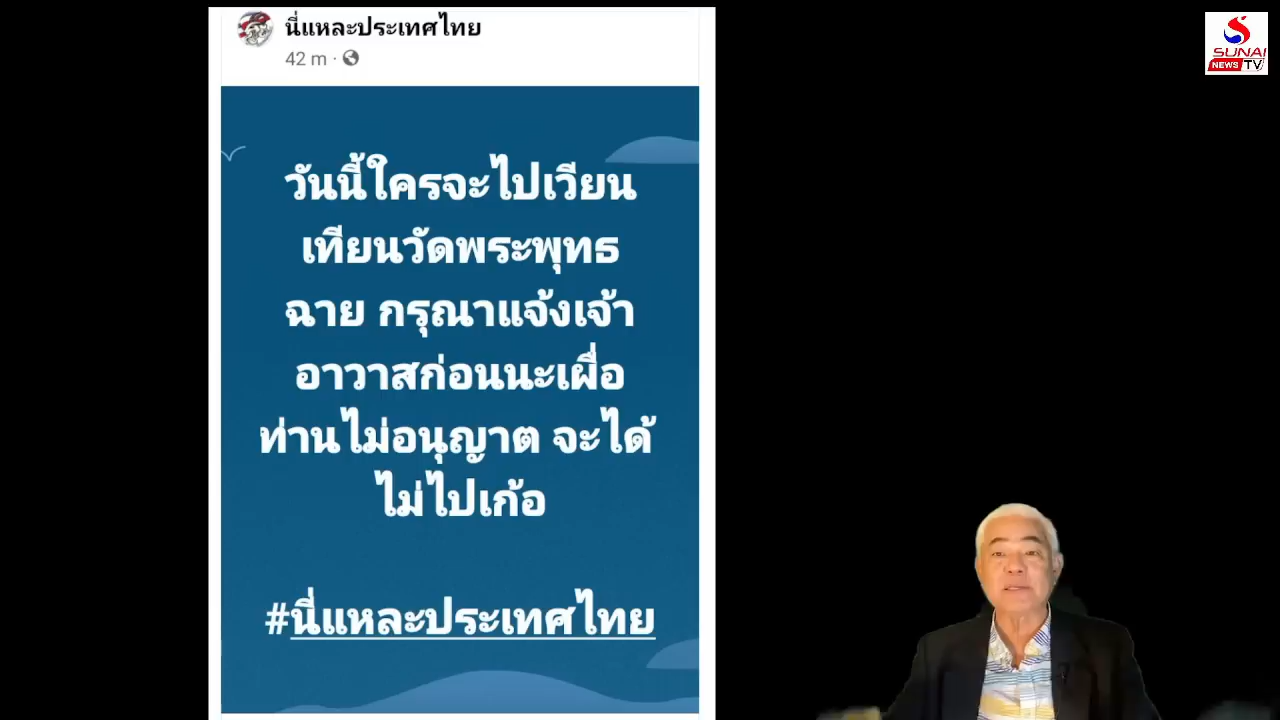 นี่แหละประเทศไทย
42 m ·
SUNAI
NEWS TV
วันนี้ใครจะไปเวียน
เทียนวัดพระพุทธ
ฉาย กรุณาแจ้งเจ้า
อาวาสก่อนนะเผื่อ
ท่านไม่อนุญาต จะได้
ไม่ไปเก้อ
#นี่แหละประเทศไทย